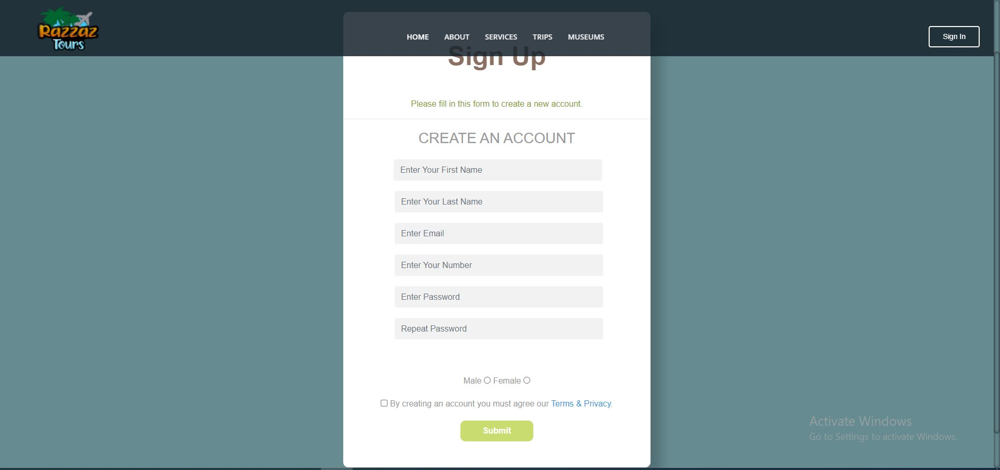 Razzaz
Tours
HOME ABOUT SERVICES TRIPS MUSEUMS
Sign In
Sign Up
Please fill in this form to create a new account.
CREATE AN ACCOUNT
Enter Your First Name
Enter Your Last Name
Enter Email
Enter Your Number
Enter Password
Repeat Password
Male Female
By creating an account you must agree our Terms & Privacy.
Submit
Activate Windows
Go to Settings to activate Windows.